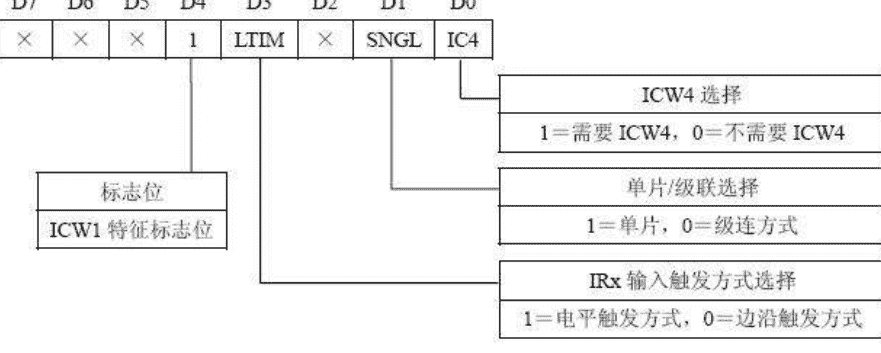 D7 D6 D5 D4 D3 D2 D1 D0
× × × 1 LTIM × SNGL IC4
ICW4 选择
1＝需要 ICW4，0＝不需要 ICW4
标志位
ICW1 特征标志位
单片/级联选择
1＝单片，0＝级连方式
IRx 输入触发方式选择
1＝电平触发方式，0＝边沿触发方式